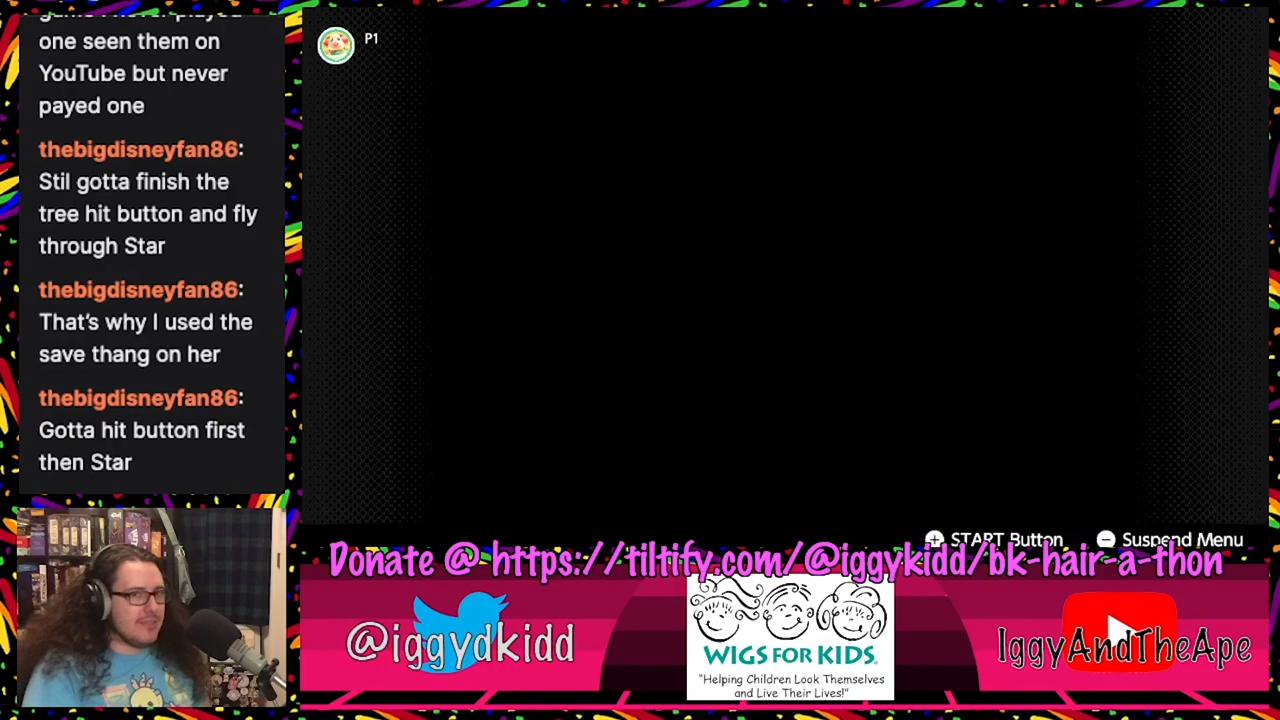 one seen them on
YouTube but never
payed one
thebigdisneyfan86:
Stil gotta finish the
tree hit button and fly
through Star
thebigdisneyfan86:
That's why I used the
save thang on her
thebigdisneyfan86:
Gotta hit button first
then Star
P1
START Button
Suspend Menu
Donate @ https://tiltify.com/@iggykidd/bk-hair-a-thon
@iggydkidd
WIGS FOR KIDS.
"Helping Children Look Themselves
and Live Their Lives!"
IggyAndTheApe